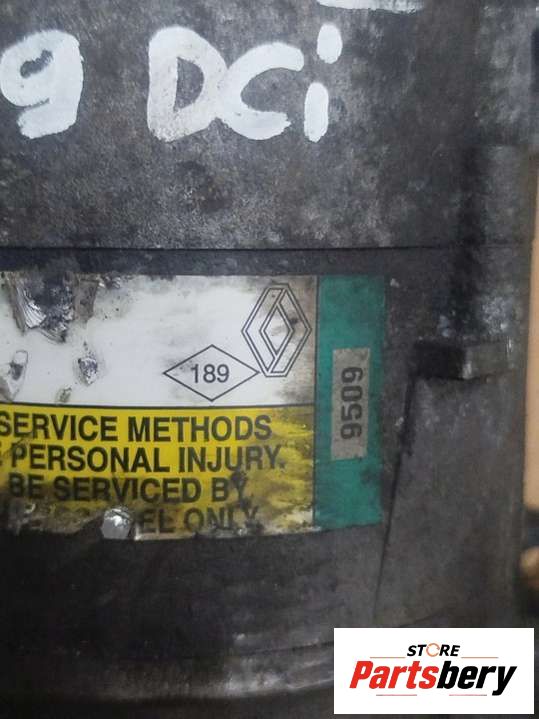 9 DCi
189
9509
SERVICE METHODS
PERSONAL INJURY.
BE SERVICED BY
EL ONLY
STORE
Partsbery